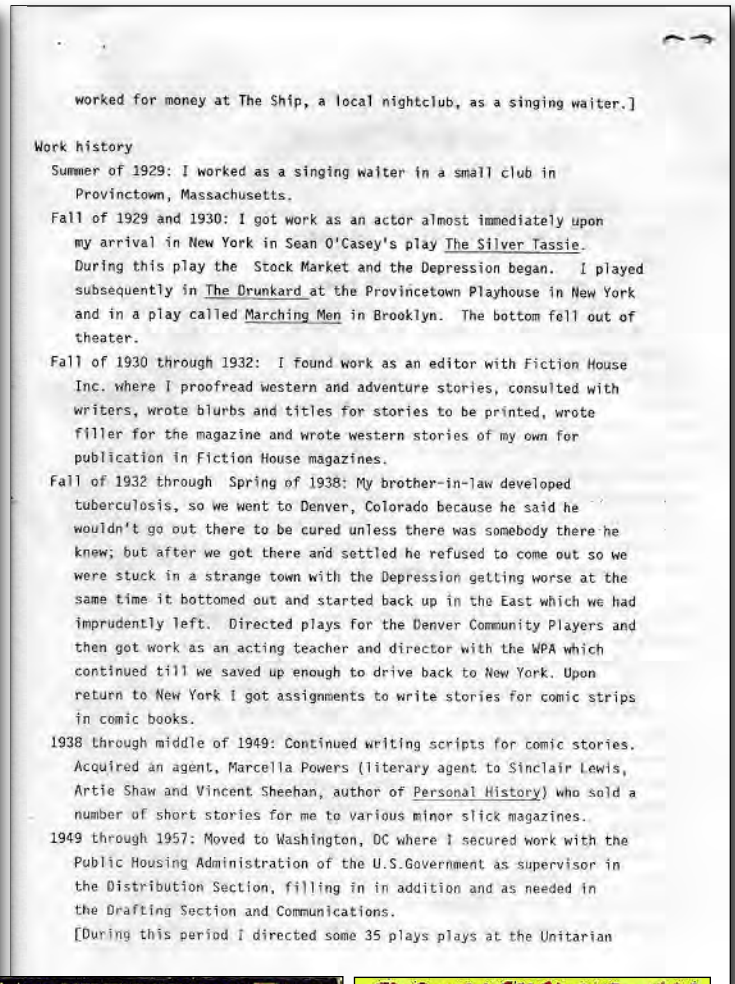 worked for money at The Ship, a local nightclub, as a singing waiter.]
Work history
Summer of 1929: I worked as a singing waiter in a small club in
Provinctown, Massachusetts.
Fall of 1929 and 1930: I got work as an actor almost immediately upon
my arrival in New York in Sean O'Casey's play The Silver Tassie.
During this play the Stock Market and the Depression began. I played
subsequently in The Drunkard at the Provincetown Playhouse in New York
and in a play called Marching Men in Brooklyn. The bottom fell out of
theater.
Fall of 1930 through 1932: I found work as an editor with Fiction House
Inc. where I proofread western and adventure stories, consulted with
writers, wrote blurbs and titles for stories to be printed, wrote
filler for the magazine and wrote western stories of my own for
publication in Fiction House magazines.
Fall of 1932 through Spring of 1938: My brother-in-law developed
tuberculosis, so we went to Denver, Colorado because he said he
wouldn't go out there to be cured unless there was somebody there he
knew; but after we got there and settled he refused to come out so we
were stuck in a strange town with the Depression getting worse at the
same time it bottomed out and started back up in the East which we had
imprudently left. Directed plays for the Denver Community Players and
then got work as an acting teacher and director with the WPA which
continued till we saved up enough to drive back to New York. Upon
return to New York I got assignments to write stories for comic strips
in comic books.
1938 through middle of 1949: Continued writing scripts for comic stories.
Acquired an agent, Marcella Powers (literary agent to Sinclair Lewis,
Artie Shaw and Vincent Sheehan, author of Personal History) who sold a
number of short stories for me to various minor slick magazines.
1949 through 1957: Moved to Washington, DC where I secured work with the
Public Housing Administration of the U.S.Government as supervisor in
the Distribution Section, filling in in addition and as needed in
the Drafting Section and Communications.
[During this period I directed some 35 plays plays at the Unitarian